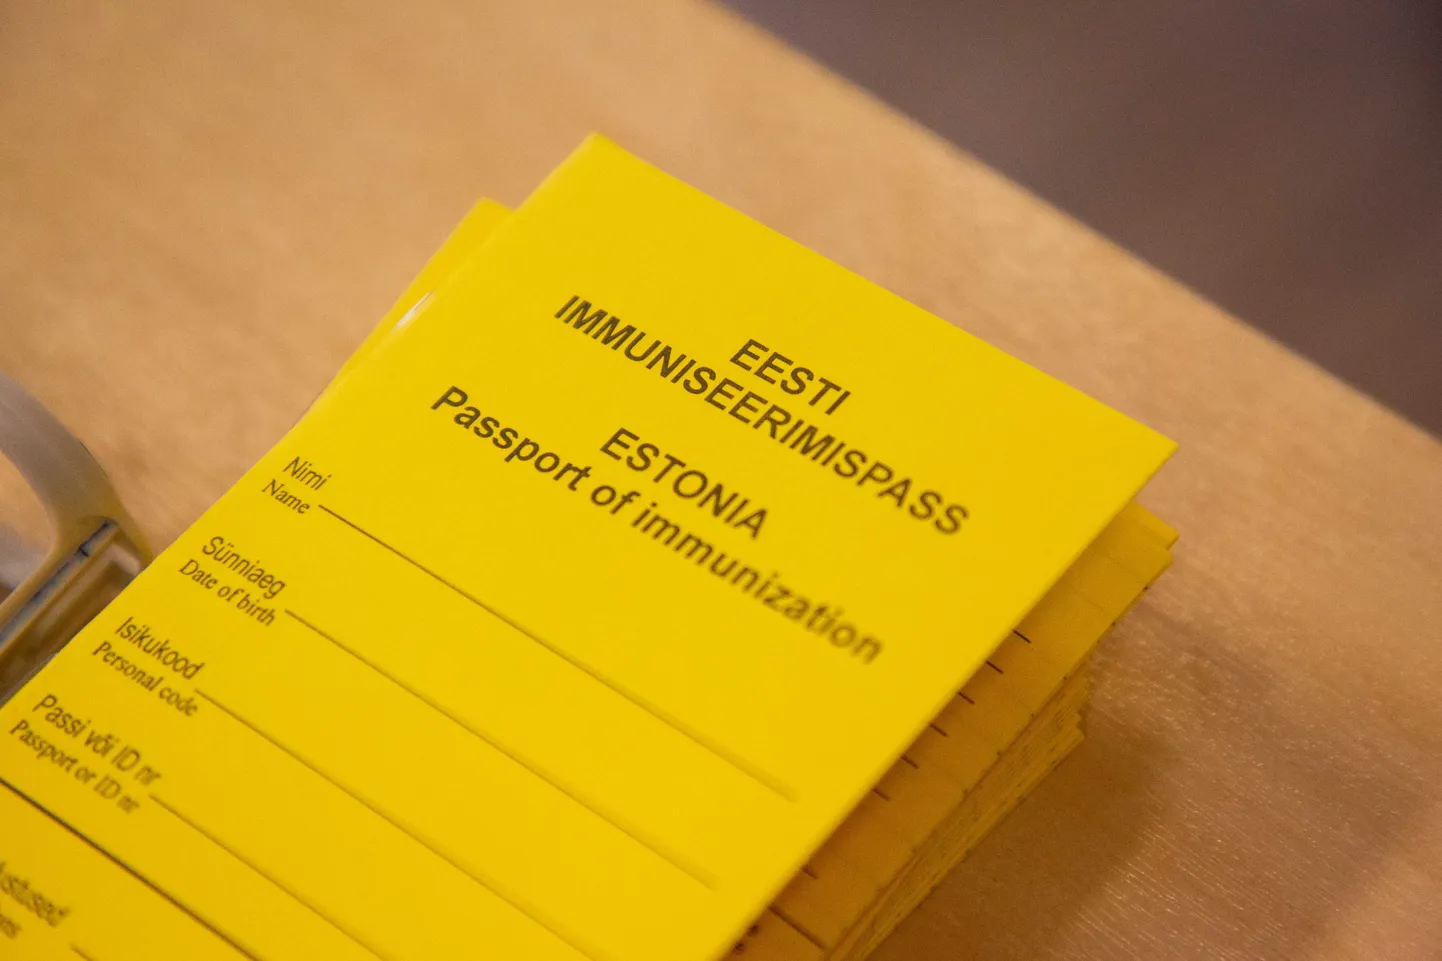 EESTI
IMMUNISEERIMISPASS
ESTONIA
Passport of immunization
Nimi
Name
Sünniaeg
Date of birth
Isikukood
Personal code
Passi või ID nr
Passport or ID nr